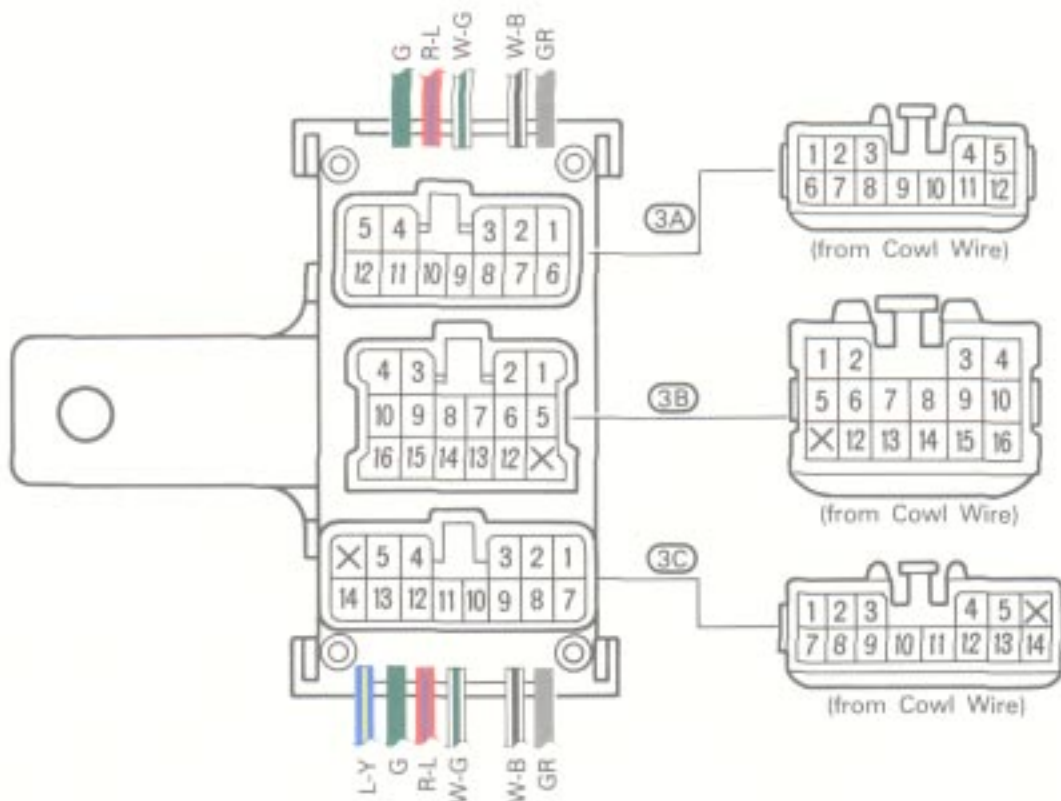 G R-L W-G W-B GR
1 2 3 4 5
6 7 8 9 10 11 12
(from Cowl Wire)
3A
5 4 3 2 1
12 11 10 9 8 7 6
1 2 3 4
5 6 7 8 9 10
12 13 14 15 16
(from Cowl Wire)
3B
4 3 2 1
10 9 8 7 6 5
16 15 14 13 12
3C
5 4 3 2 1
14 13 12 11 10 9 8 7
1 2 3 4 5
7 8 9 10 11 12 13 14
(from Cowl Wire)
L-Y G R-L W-G W-B GR